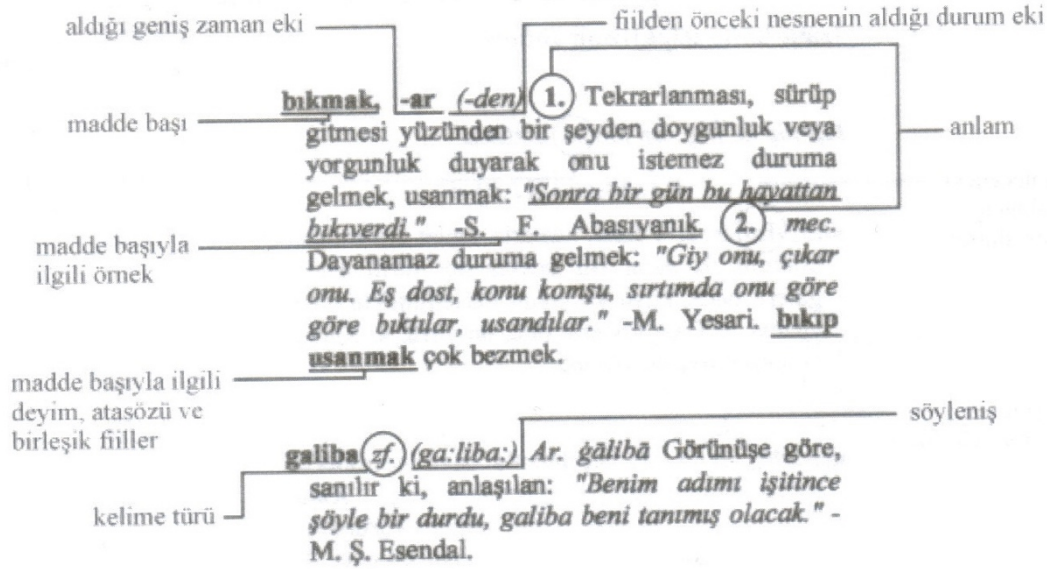 aldığı geniş zaman eki
fiilden önceki nesnenin aldığı durum eki
bıkmak, -ar (-den) 1. Tekrarlanması, sürüp
madde başı
gitmesi yüzünden bir şeyden doygunluk veya
anlam
yorgunluk duyarak onu istemez duruma
gelmek, usanmak: "Sonra bir gün bu hayattan
bıkıverdi." -S. F. Abasıyanık. 2. mec.
madde başıyla
ilgili örnek
Dayanamaz duruma gelmek: "Giy onu, çıkar
onu. Eş dost, konu komşu, sırtımda onu göre
göre bıktılar, usandılar." -M. Yesari. bıkıp
usanmak çok bezmek.
madde başıyla ilgili
deyim, atasözü ve
birleşik fiiller
söyleniş
galiba zf. (ga:liba:) Ar. ġālibā Görünüşe göre,
sanılır ki, anlaşılan: "Benim adımı işitince
kelime türü
şöyle bir durdu, galiba beni tanımış olacak." -
M. Ş. Esendal.